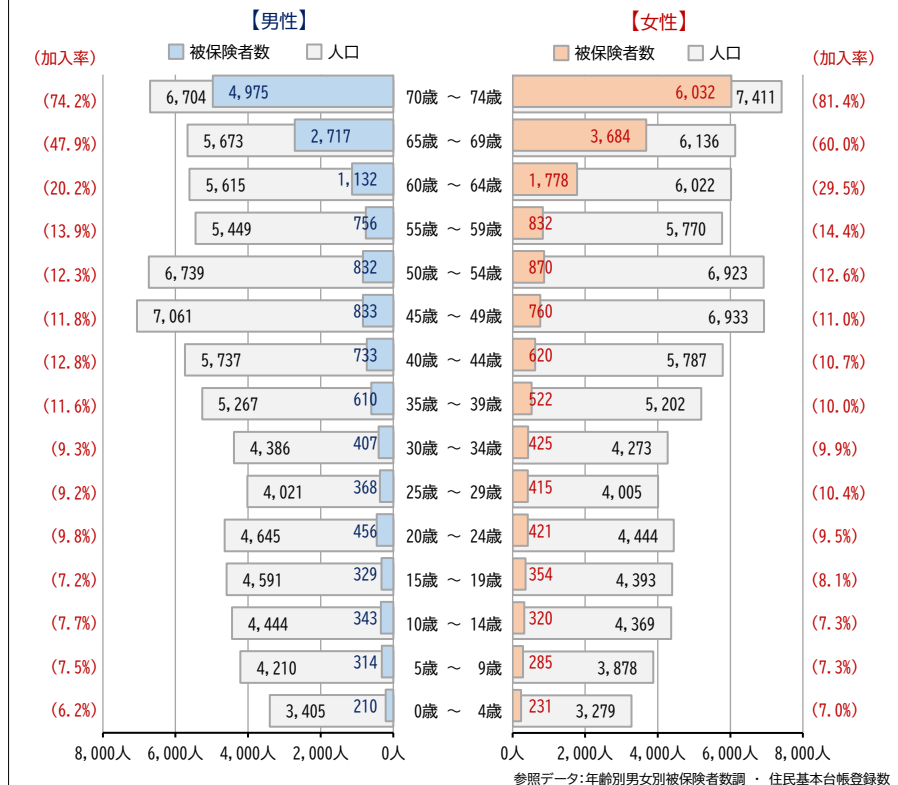 【男性】 【女性】
被保険者数 人口 被保険者数 人口
(加入率) (加入率)
(74.2%) 6,704 4,975 70歳 ～ 74歳 6,032 7,411 (81.4%)
(47.9%) 5,673 2,717 65歳 ～ 69歳 3,684 6,136 (60.0%)
(20.2%) 5,615 1,132 60歳 ～ 64歳 1,778 6,022 (29.5%)
(13.9%) 5,449 756 55歳 ～ 59歳 832 5,770 (14.4%)
(12.3%) 6,739 832 50歳 ～ 54歳 870 6,923 (12.6%)
(11.8%) 7,061 833 45歳 ～ 49歳 760 6,933 (11.0%)
(12.8%) 5,737 733 40歳 ～ 44歳 620 5,787 (10.7%)
(11.6%) 5,267 610 35歳 ～ 39歳 522 5,202 (10.0%)
(9.3%) 4,386 407 30歳 ～ 34歳 425 4,273 (9.9%)
(9.2%) 4,021 368 25歳 ～ 29歳 415 4,005 (10.4%)
(9.8%) 4,645 456 20歳 ～ 24歳 421 4,444 (9.5%)
(7.2%) 4,591 329 15歳 ～ 19歳 354 4,393 (8.1%)
(7.7%) 4,444 343 10歳 ～ 14歳 320 4,369 (7.3%)
(7.5%) 4,210 314 5歳 ～ 9歳 285 3,878 (7.3%)
(6.2%) 3,405 210 0歳 ～ 4歳 231 3,279 (7.0%)
8,000人 6,000人 4,000人 2,000人 0人 0人 2,000人 4,000人 6,000人 8,000人
参照データ：年齢別男女別被保険者数調 ・ 住民基本台帳登録数